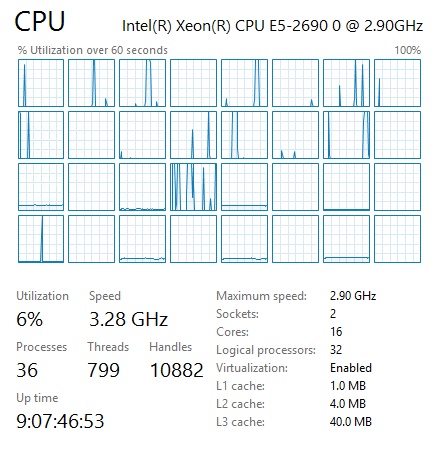 CPU Intel(R) Xeon(R) CPU E5-2690 0 @ 2.90GHz
% Utilization over 60 seconds 100%
Utilization Speed
6% 3.28 GHz
Processes Threads Handles
36 799 10882
Up time
9:07:46:53
Maximum speed: 2.90 GHz
Sockets: 2
Cores: 16
Logical processors: 32
Virtualization: Enabled
L1 cache: 1.0 MB
L2 cache: 4.0 MB
L3 cache: 40.0 MB